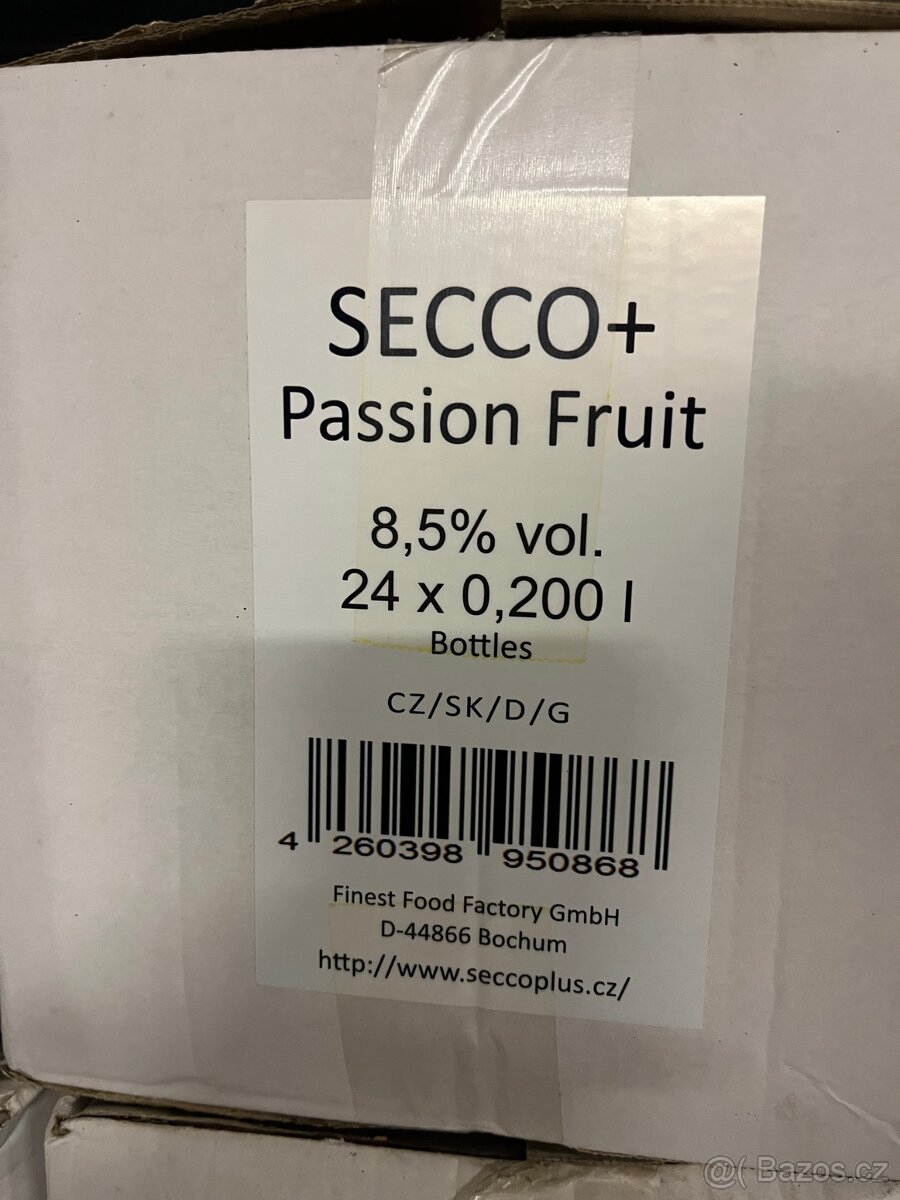 SECCO+
Passion Fruit
8,5% vol.
24 x 0,200 l
Bottles
CZ/SK/D/G
4 260398 950868
Finest Food Factory GmbH
D-44866 Bochum
http://www.seccoplus.cz/
@( Bazos.cz